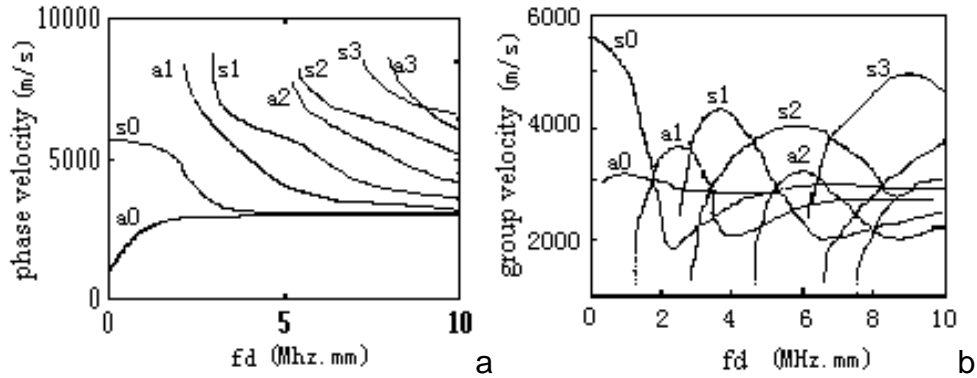 10000
5000
0
phase velocity (m/s)
a1
s1
s2
s3
a3
a2
s0
a0
0
5
10
fd (Mhz.mm)
a
6000
4000
2000
group velocity (m/s)
s0
s1
s2
s3
a1
a0
a2
0
2
4
6
8
10
fd (MHz.mm)
b